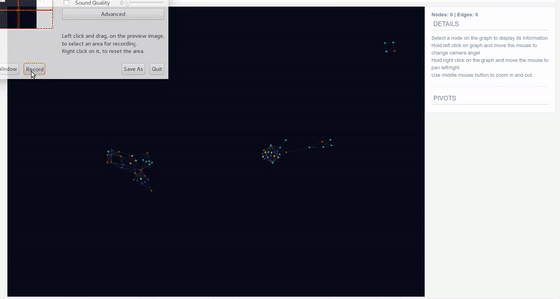 Sound Quality 0
Advanced
Left click and drag, on the preview image,
to select an area for recording.
Right click on it, to reset the area.
Window
Record
Save As
Quit
Nodes: 0 | Edges: 0
DETAILS
Select a node on the graph to display its information
Hold left click on graph and move the mouse to
change camera angel
Hold right click on the graph and move the mouse to
pan left/right
Use middle mouse button to zoom in and out
PIVOTS